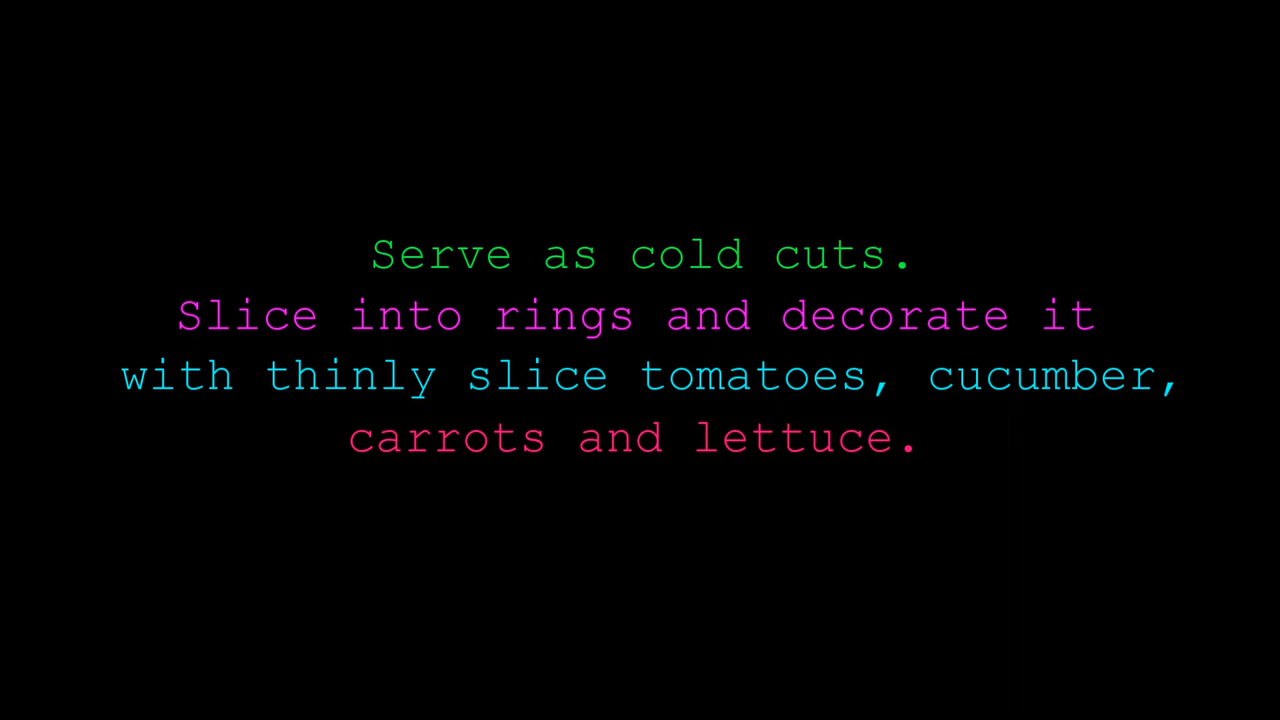 Serve as cold cuts.
Slice into rings and decorate it
with thinly slice tomatoes, cucumber,
carrots and lettuce.